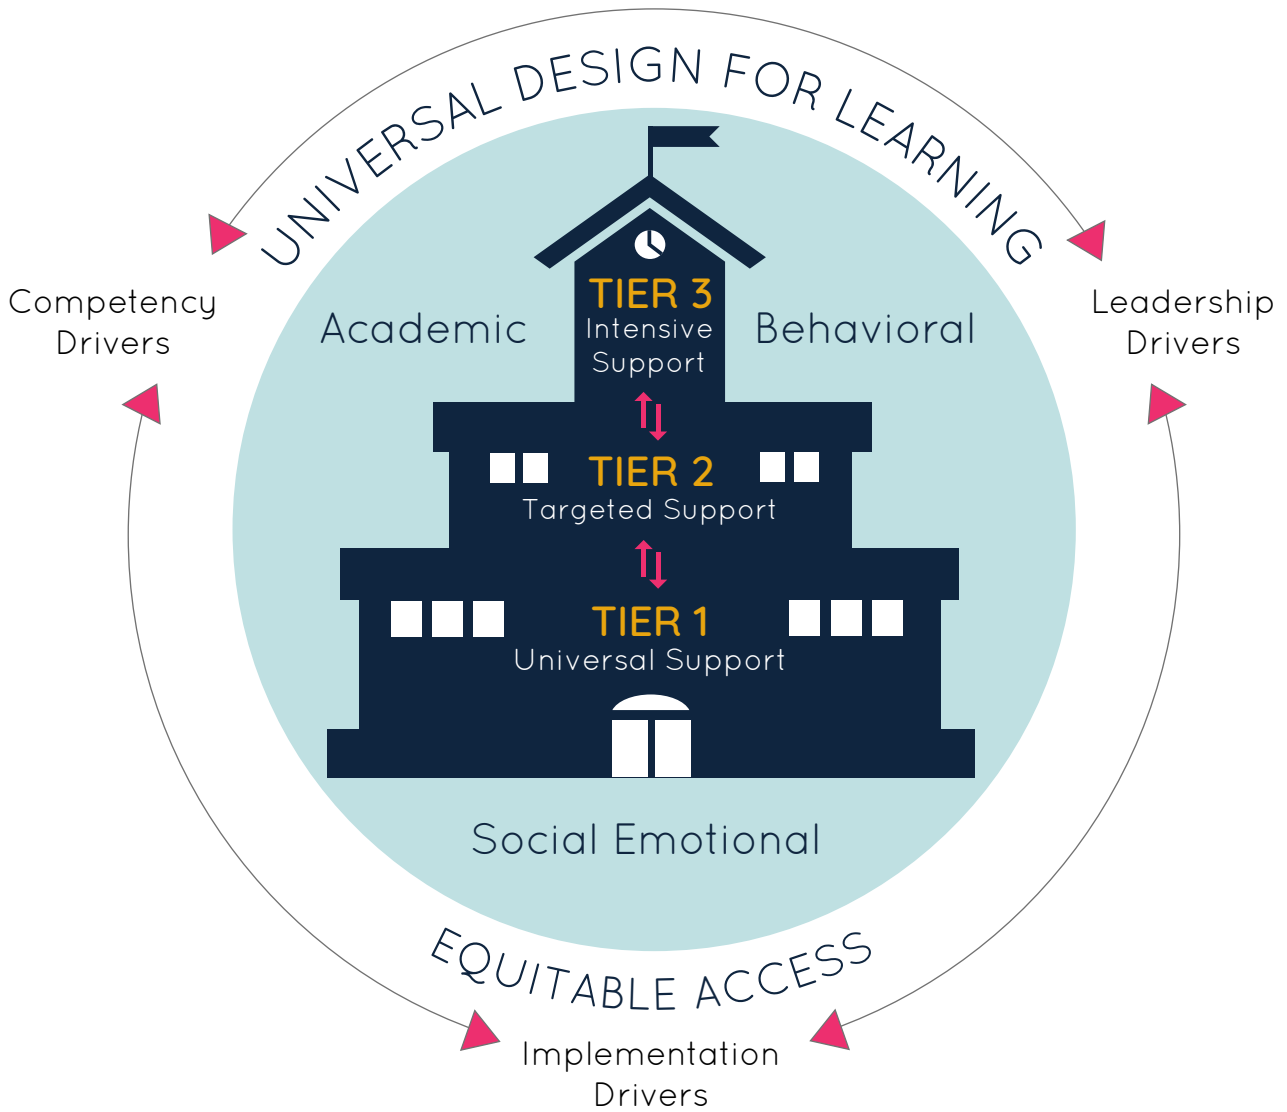 UNIVERSAL DESIGN FOR LEARNING
Competency
Drivers
Leadership
Drivers
Academic
Behavioral
TIER 3
Intensive
Support
TIER 2
Targeted Support
TIER 1
Universal Support
Social Emotional
EQUITABLE ACCESS
Implementation
Drivers